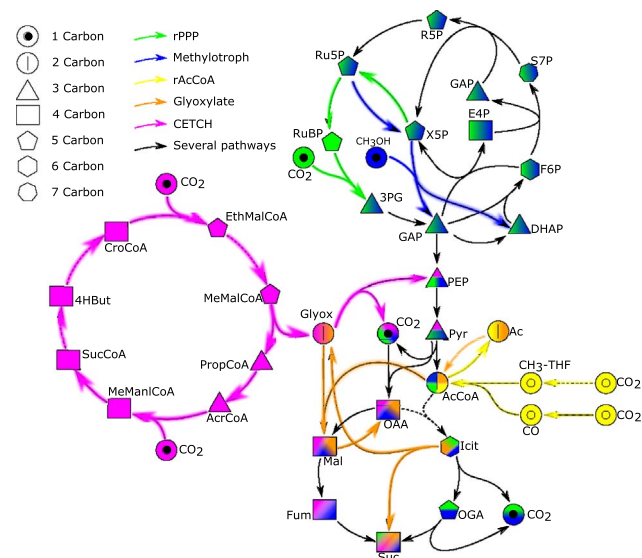 1 Carbon
2 Carbon
3 Carbon
4 Carbon
5 Carbon
6 Carbon
7 Carbon
rPPP
Methylotroph
rAcCoA
Glyoxylate
CETCH
Several pathways
R5P
Ru5P
S7P
GAP
E4P
RuBP
CH3OH
X5P
CO2
F6P
3PG
GAP
DHAP
CO2
EthMalCoA
CroCoA
MeMalCoA
4HBut
PropCoA
SucCoA
MeManlCoA
AcrCoA
CO2
PEP
Glyox
CO2
Pyr
Ac
AcCoA
CH3-THF
CO2
CO
CO2
OAA
Mal
Icit
Fum
OGA
CO2
Suc